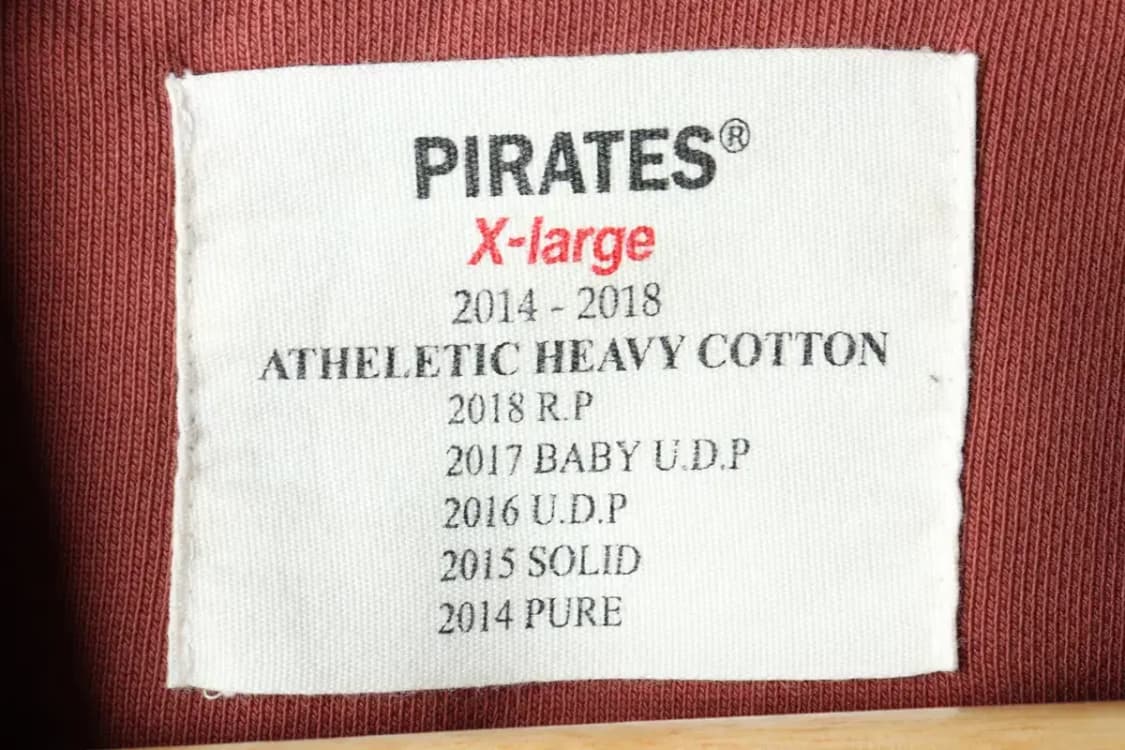 PIRATES®
X-large
2014 - 2018
ATHELETIC HEAVY COTTON
2018 R.P
2017 BABY U.D.P
2016 U.D.P
2015 SOLID
2014 PURE